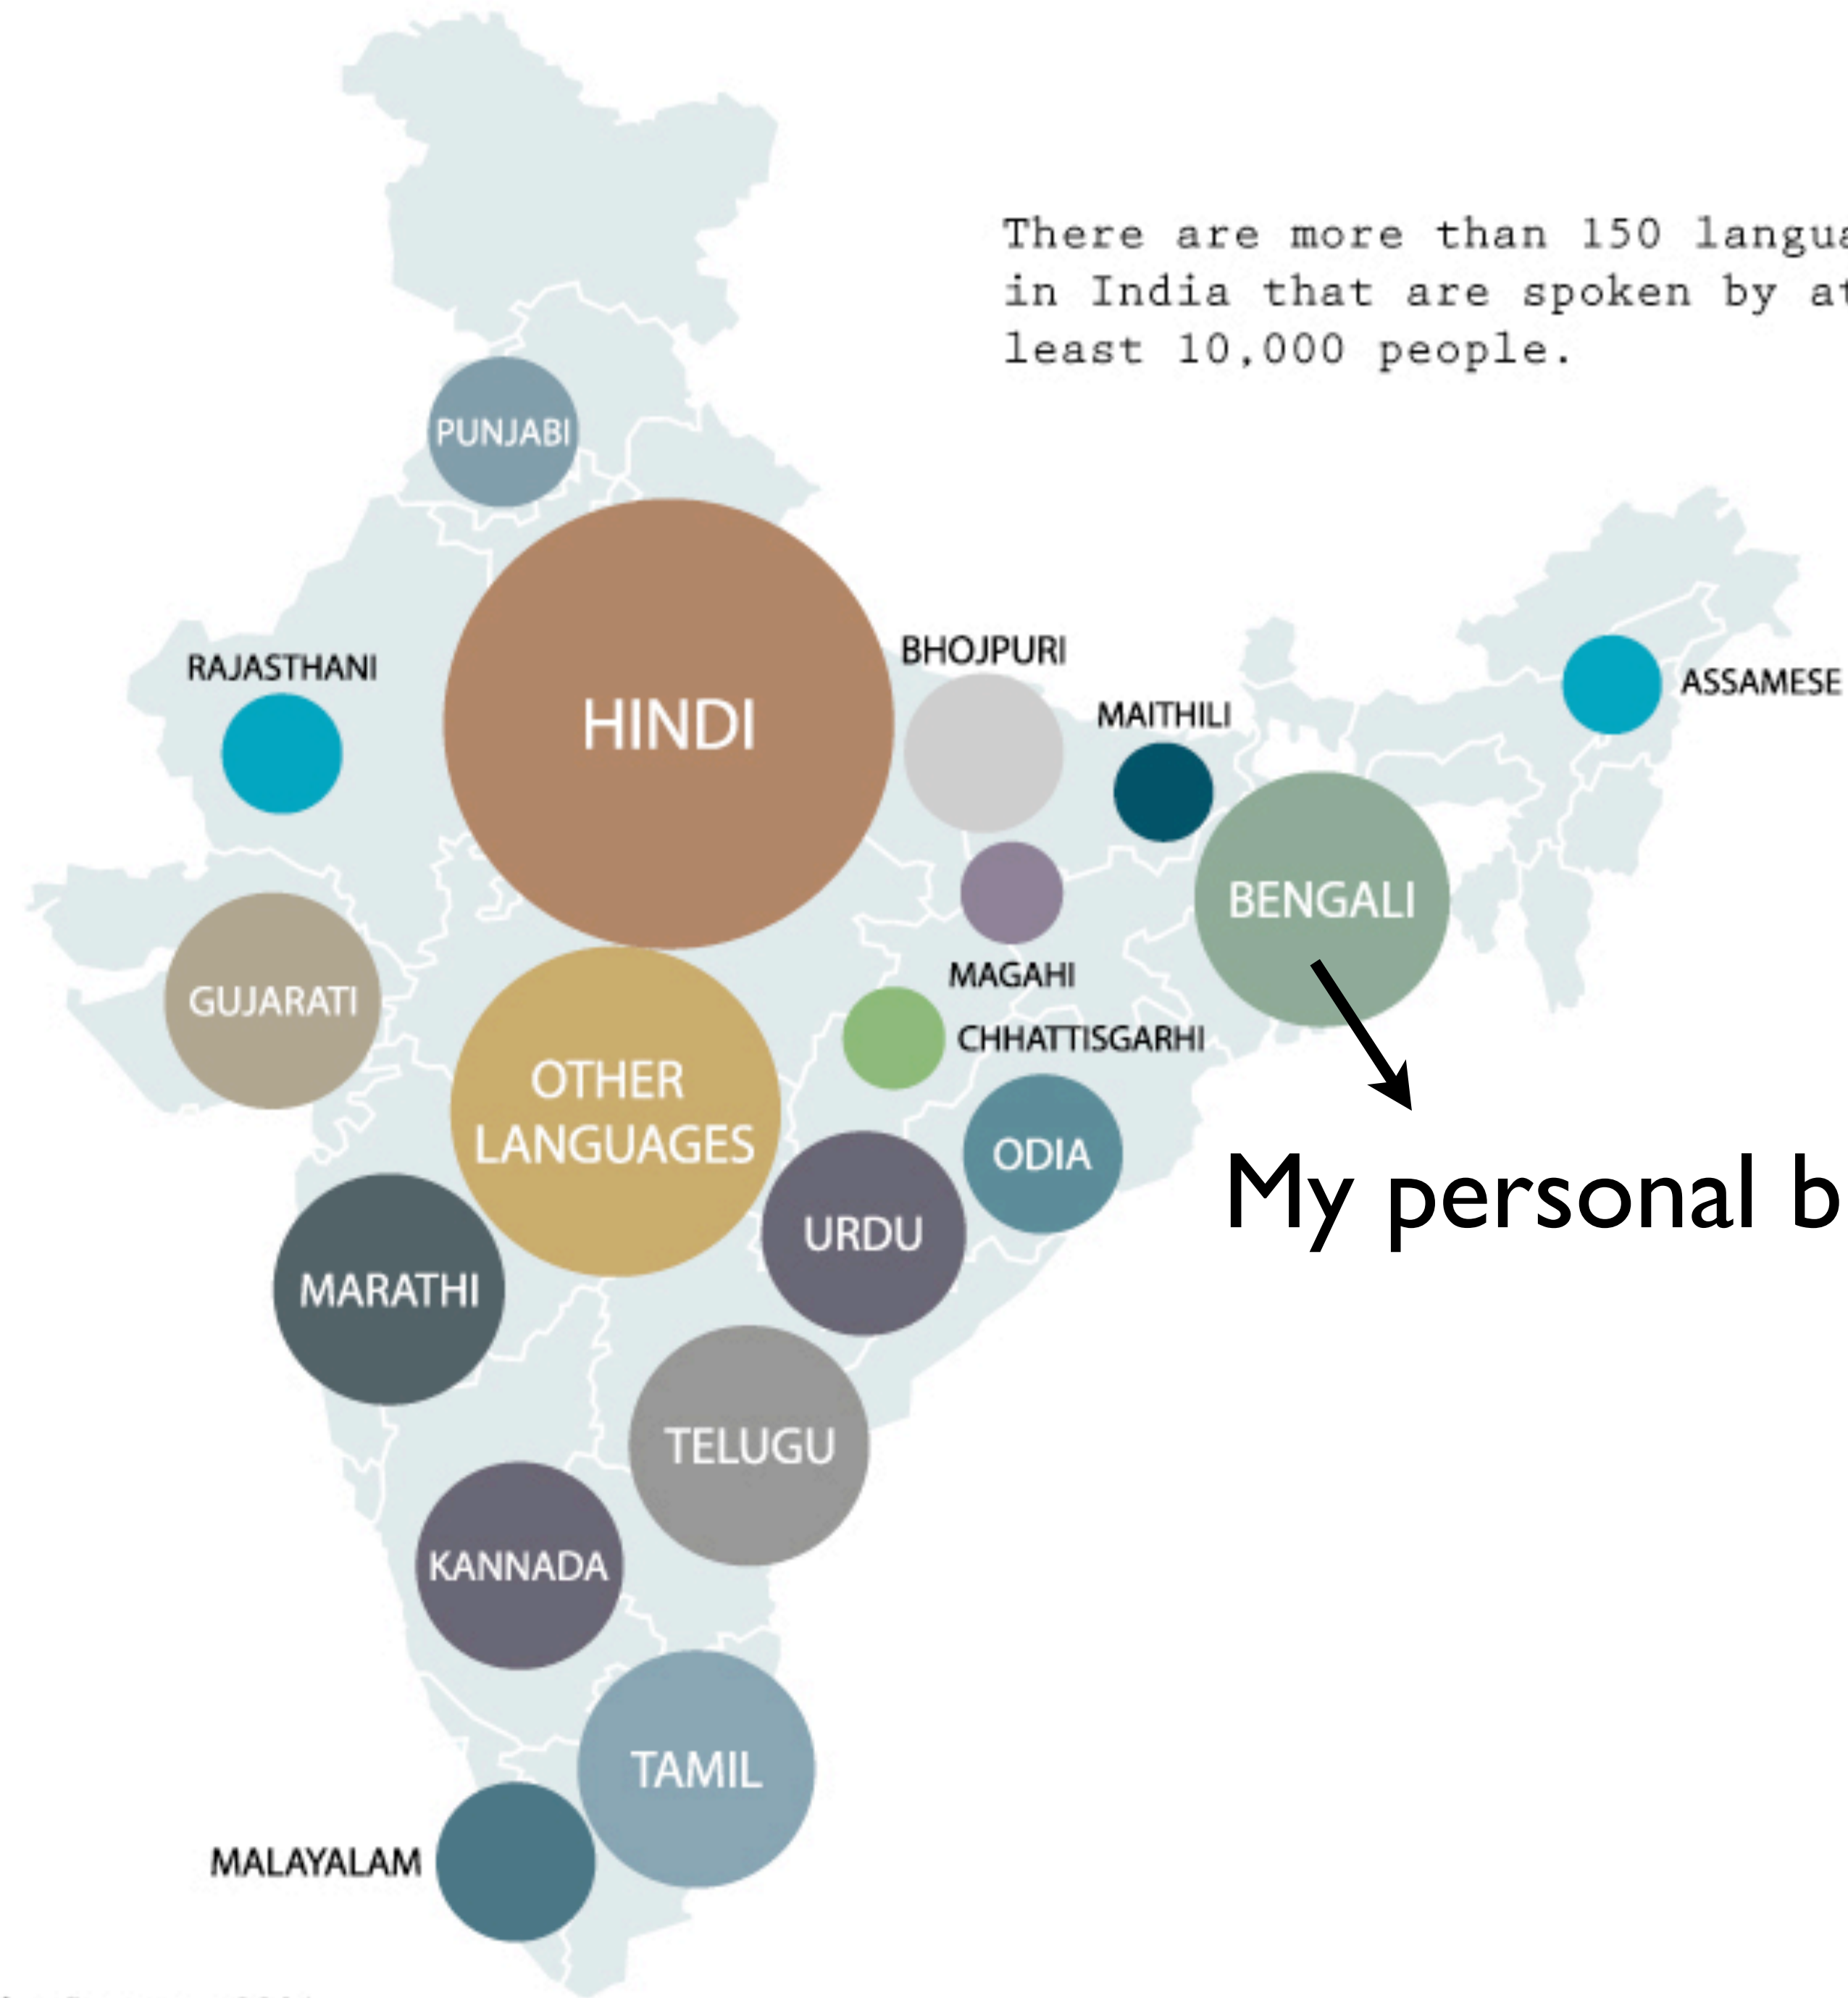 There are more than 150 langua
in India that are spoken by at
least 10,000 people.
PUNJABI
HINDI
RAJASTHANI
BHOJPURI
MAITHILI
ASSAMESE
BENGALI
MAGAHI
GUJARATI
CHHATTISGARHI
OTHER
LANGUAGES
ODIA
My personal b
URDU
MARATHI
TELUGU
KANNADA
TAMIL
MALAYALAM